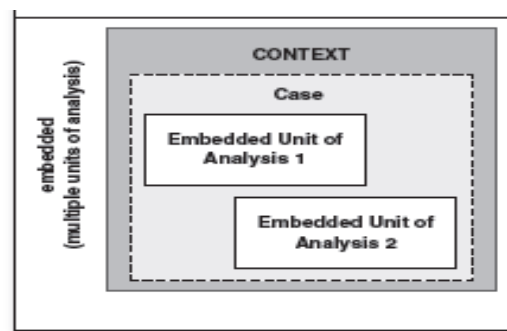 embedded
(multiple units of analysis)
CONTEXT
Case
Embedded Unit of
Analysis 1
Embedded Unit of
Analysis 2